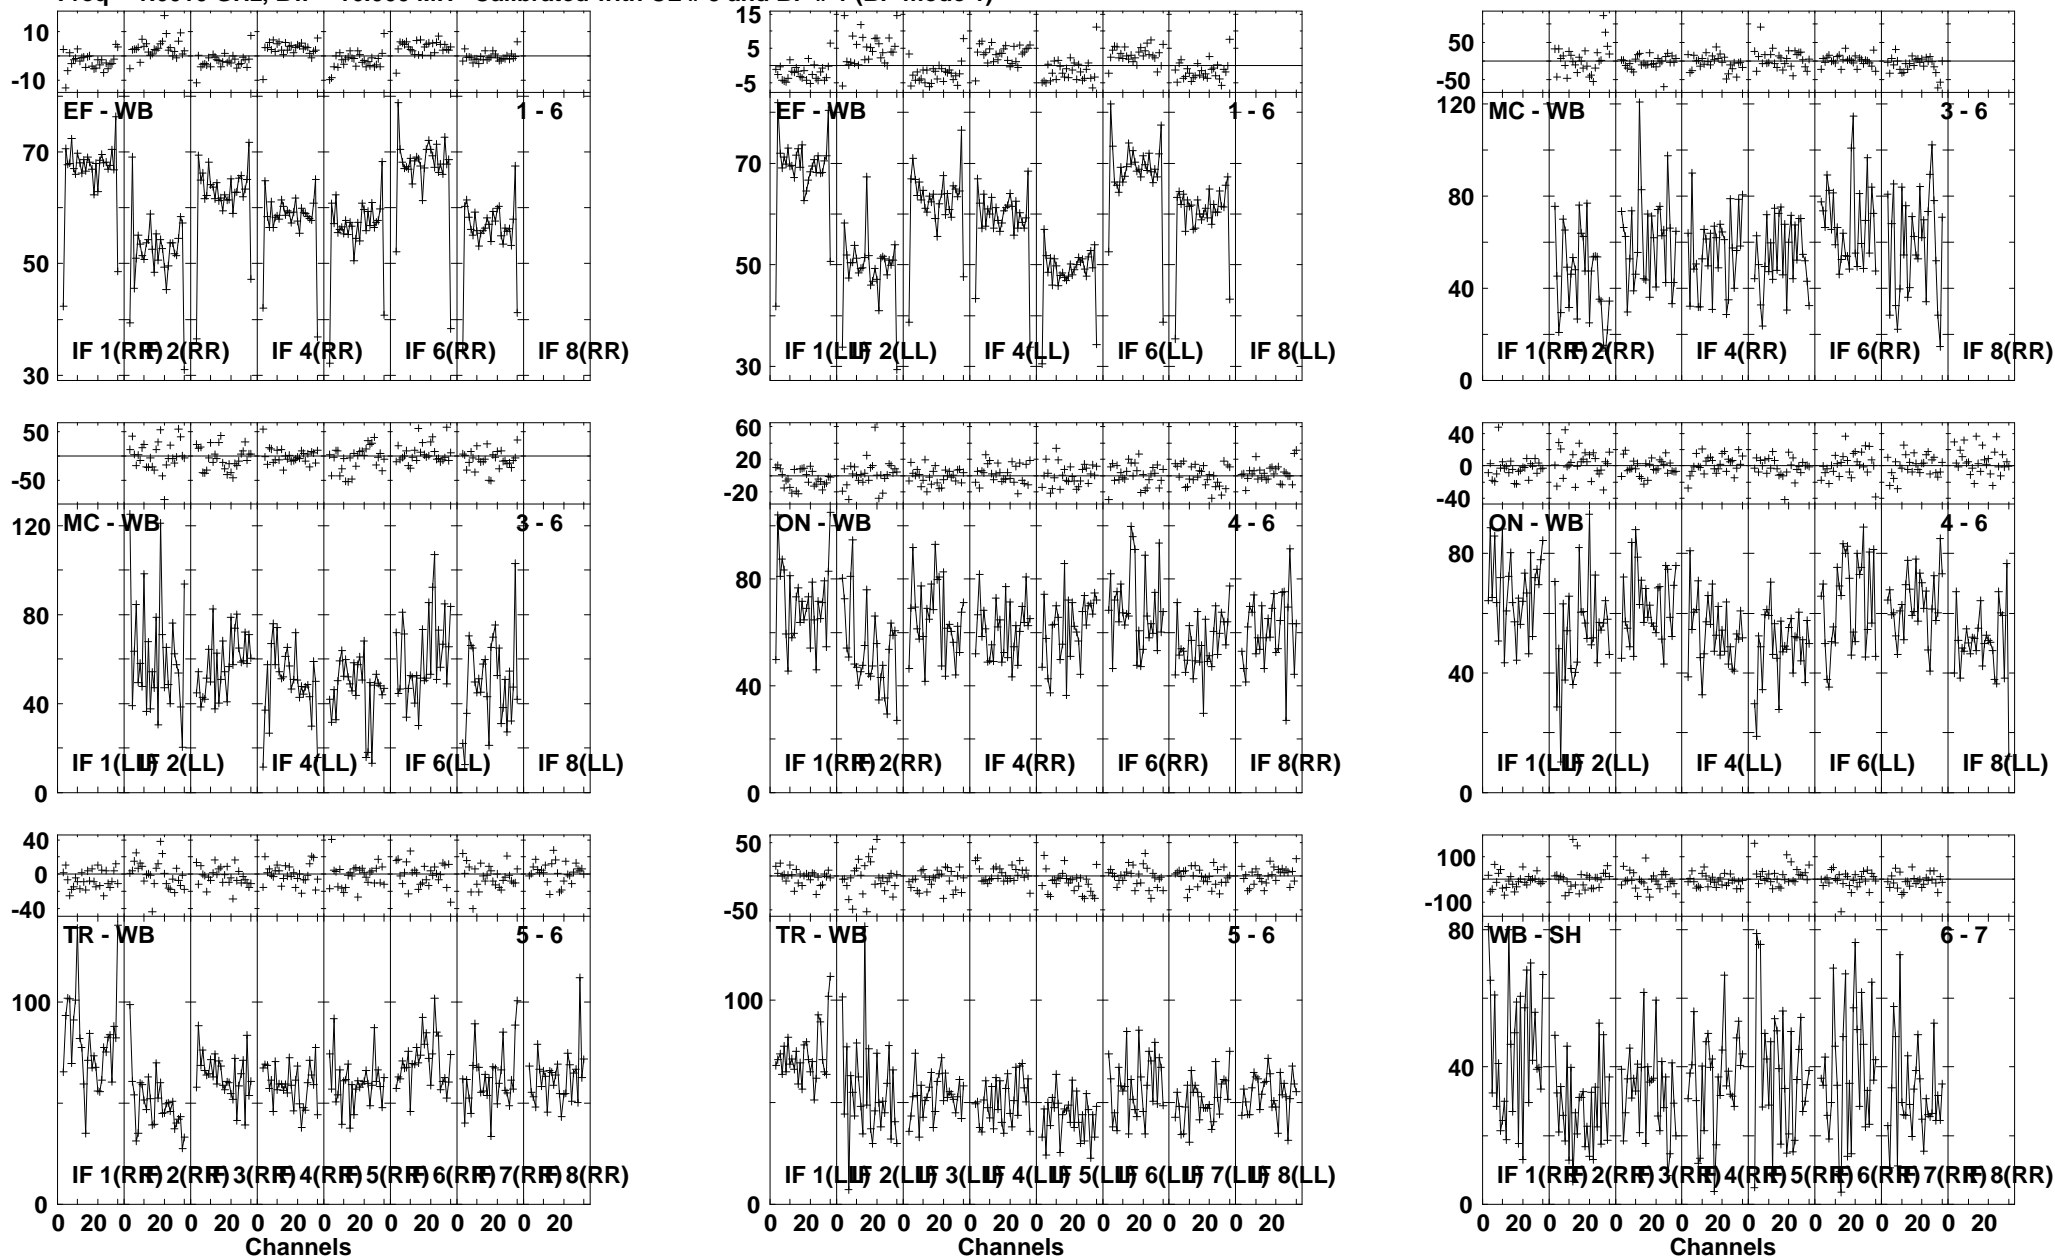 10
-10
EF - WB
1 - 6
70
50
30
IF 1(RR)
IF 2(RR)
IF 4(RR)
IF 6(RR)
IF 8(RR)
15
5
-5
EF - WB
1 - 6
70
50
30
IF 1(LL)
IF 2(LL)
IF 4(LL)
IF 6(LL)
IF 8(LL)
50
-50
MC - WB
3 - 6
120
80
40
0
IF 1(RR)
IF 2(RR)
IF 4(RR)
IF 6(RR)
IF 8(RR)
50
-50
MC - WB
3 - 6
120
80
40
0
IF 1(LL)
IF 2(LL)
IF 4(LL)
IF 6(LL)
IF 8(LL)
60
20
-20
ON - WB
4 - 6
80
40
0
IF 1(RR)
IF 2(RR)
IF 4(RR)
IF 6(RR)
IF 8(RR)
40
0
-40
ON - WB
4 - 6
80
40
0
IF 1(LL)
IF 2(LL)
IF 4(LL)
IF 6(LL)
IF 8(LL)
40
0
-40
TR - WB
5 - 6
100
0
IF 1(RR)
IF 2(RR)
IF 3(RR)
IF 4(RR)
IF 5(RR)
IF 6(RR)
IF 7(RR)
IF 8(RR)
0 20 0 20 0 20 0 20 0 20 0 20 0 20 0 20
Channels
50
-50
TR - WB
5 - 6
100
0
IF 1(LL)
IF 2(LL)
IF 3(LL)
IF 4(LL)
IF 5(LL)
IF 6(LL)
IF 7(LL)
IF 8(LL)
0 20 0 20 0 20 0 20 0 20 0 20 0 20 0 20
Channels
100
-100
WB - SH
6 - 7
80
40
0
IF 1(RR)
IF 2(RR)
IF 3(RR)
IF 4(RR)
IF 5(RR)
IF 6(RR)
IF 7(RR)
IF 8(RR)
0 20 0 20 0 20 0 20 0 20 0 20 0 20 0 20
Channels